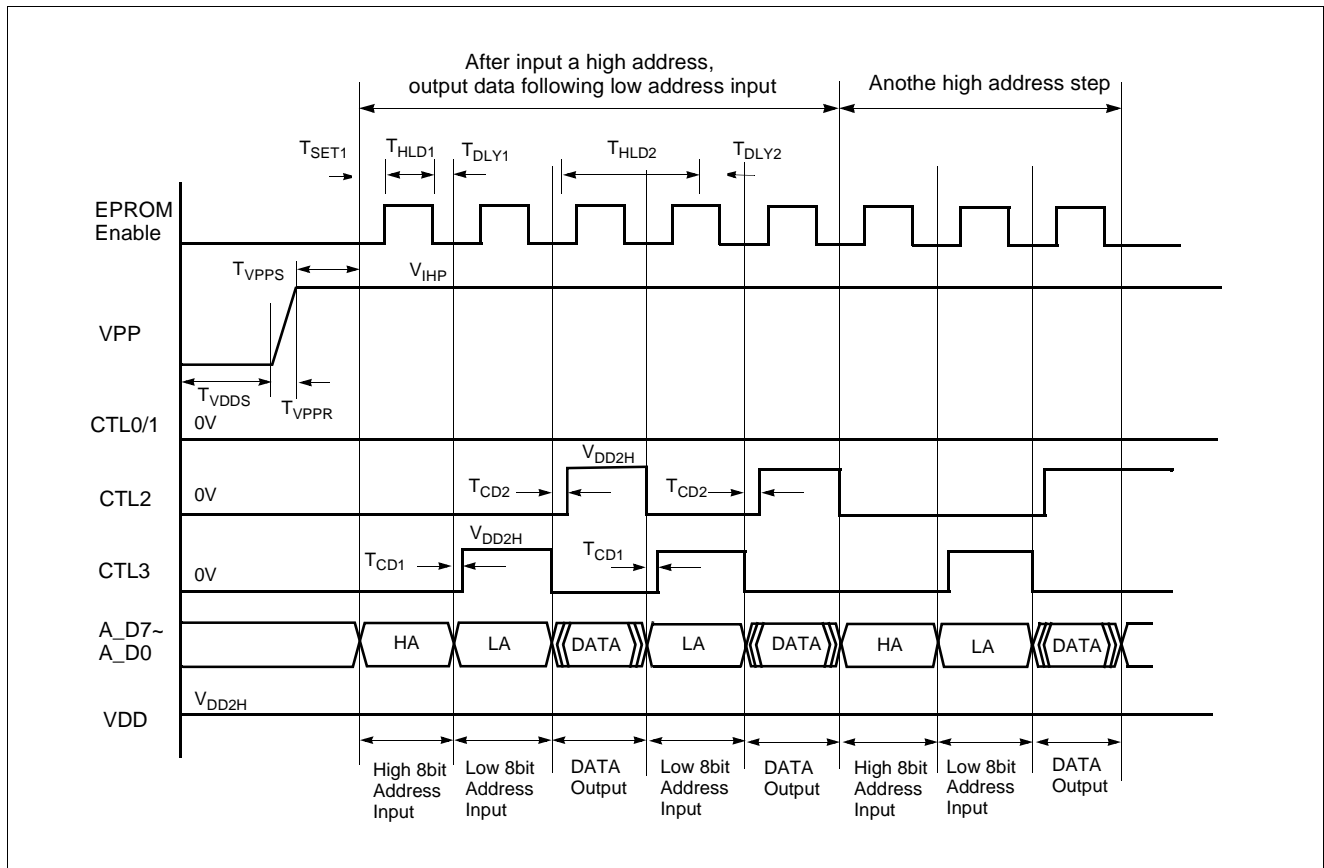 After input a high address,
output data following low address input
Anothe high address step
TSET1
THLD1
TDLY1
THLD2
TDLY2
EPROM
Enable
TVPPS
VIHP
VPP
TVDDS
TVPPR
CTL0/1
0V
VDD2H
TCD2
TCD2
CTL2
0V
VDD2H
TCD1
TCD1
CTL3
0V
A_D7~
A_D0
HA
LA
DATA
LA
DATA
HA
LA
DATA
VDD2H
VDD
High 8bit
Address
Input
Low 8bit
Address
Input
DATA
Output
Low 8bit
Address
Input
DATA
Output
High 8bit
Address
Input
Low 8bit
Address
Input
DATA
Output